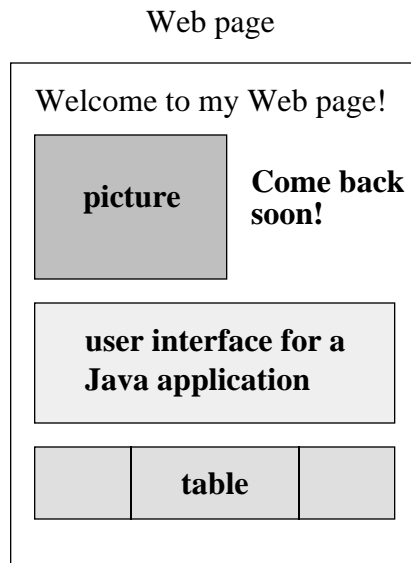 Web page
Welcome to my Web page!
picture
Come back
soon!
user interface for a
Java application
table